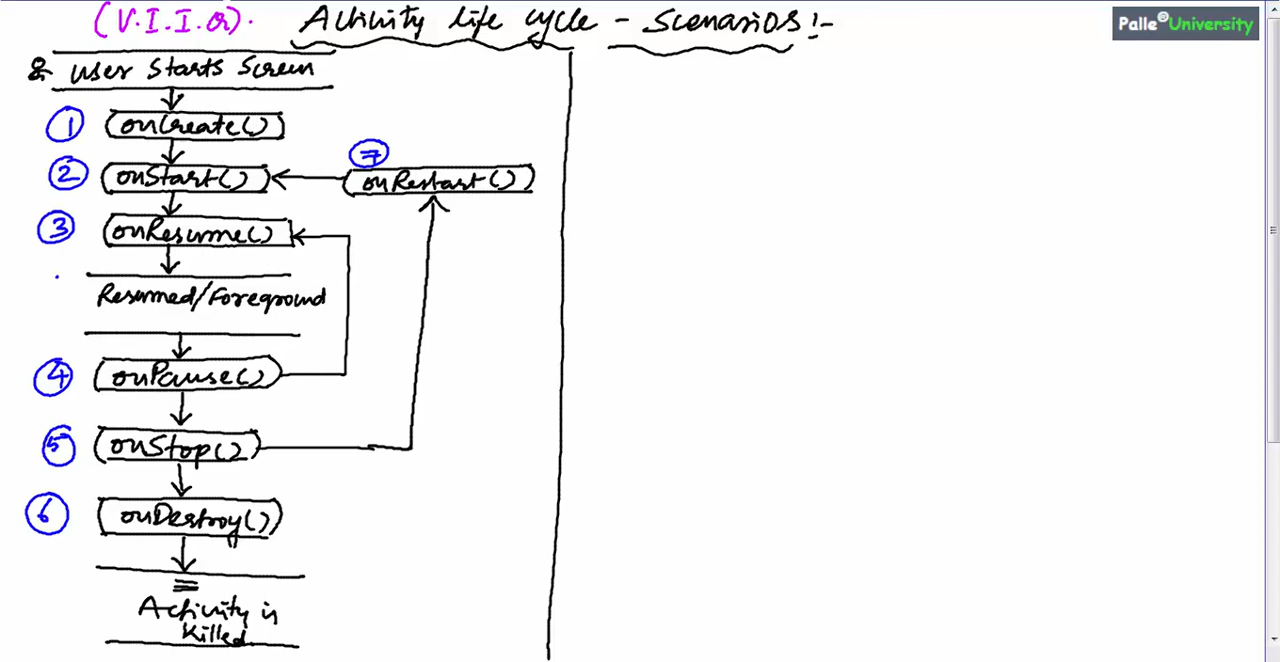 (V.I.I.Q). Activity life cycle - Scenarios:-
Palle University
User Starts Screen
1 onCreate()
7
2 onStart() onRestart()
3 onResume()
Resumed/Foreground
4 onPause()
5 onStop()
6 onDestroy()
Activity is
Killed